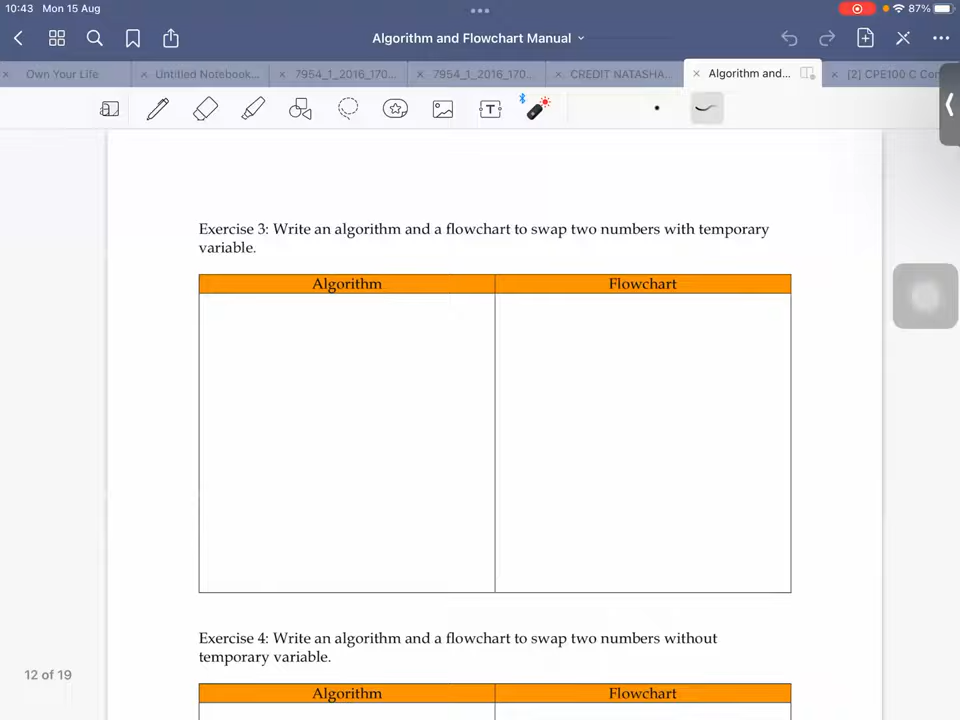 10:43 Mon 15 Aug
87%
Algorithm and Flowchart Manual
Own Your Life
Untitled Notebook...
7954_1_2016_170...
7954_1_2016_170...
CREDIT NATASHA...
Algorithm and...
[2] CPE100 C Con
T
Exercise 3: Write an algorithm and a flowchart to swap two numbers with temporary
variable.
Algorithm Flowchart
Exercise 4: Write an algorithm and a flowchart to swap two numbers without
temporary variable.
12 of 19
Algorithm Flowchart